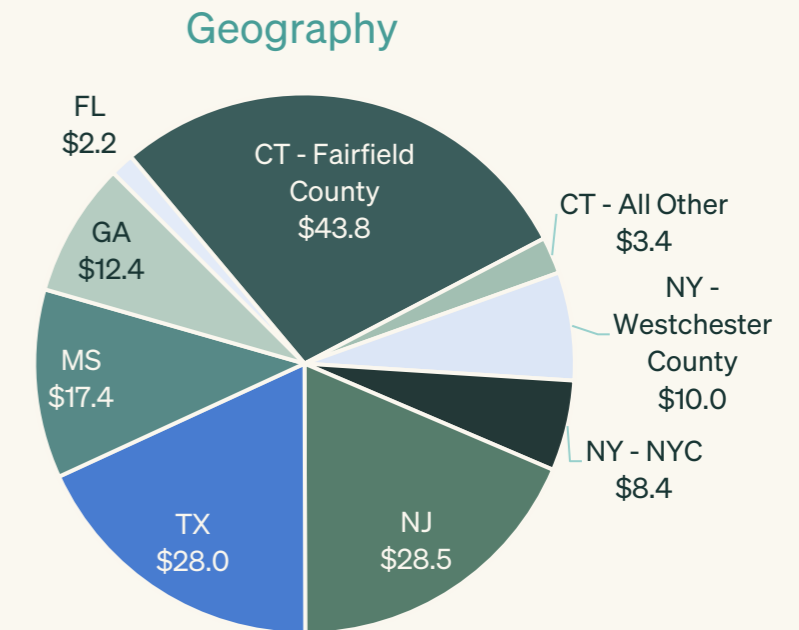 Geography
FL
$2.2
CT - Fairfield
County
$43.8
CT - All Other
$3.4
NY -
Westchester
County
$10.0
NY - NYC
$8.4
NJ
$28.5
TX
$28.0
MS
$17.4
GA
$12.4